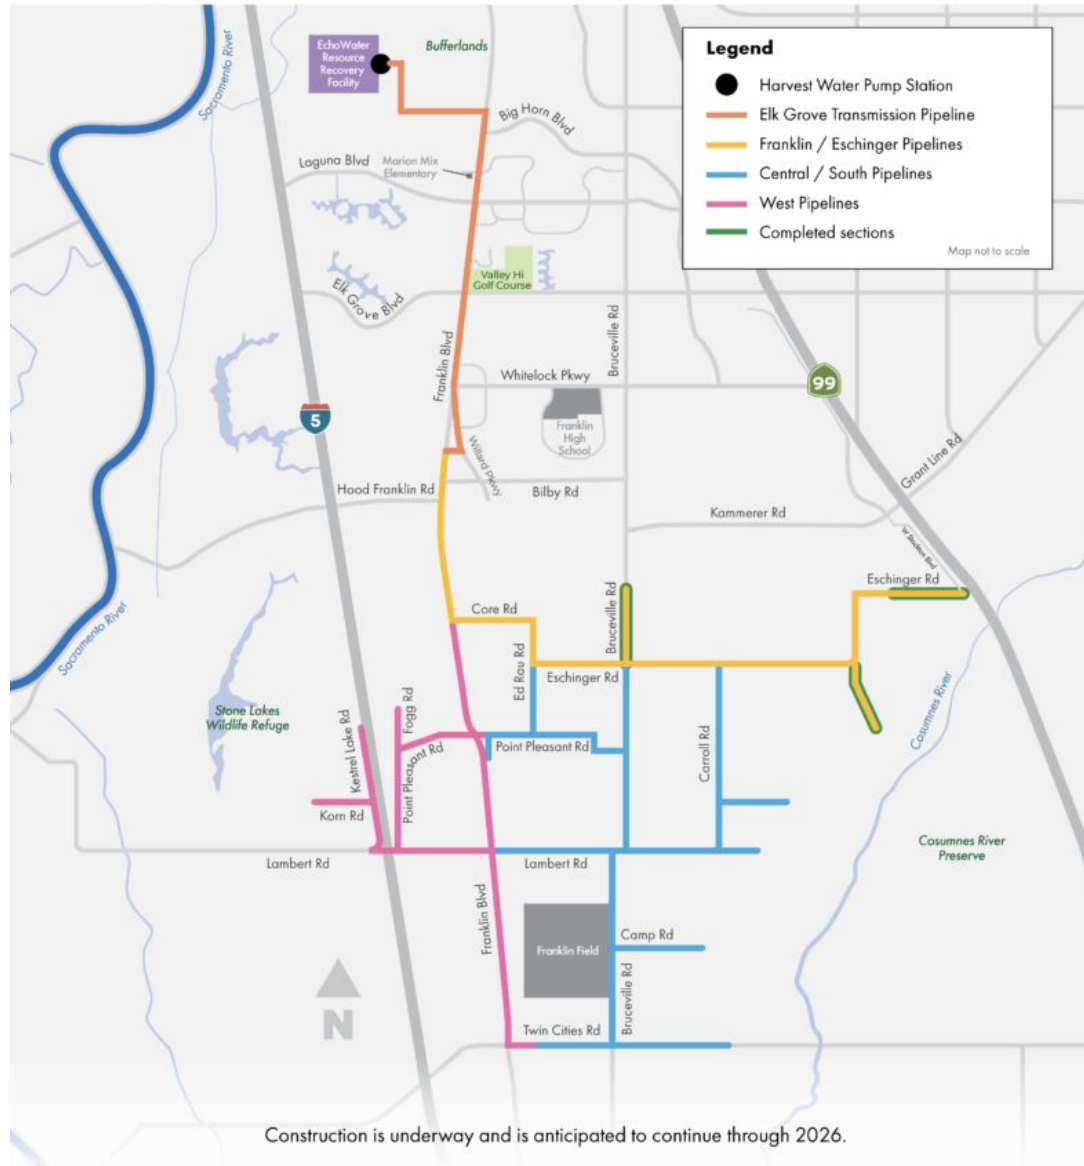 Sacramento River
EchoWater
Resource
Recovery
Facility
Bufferlands
Legend
Harvest Water Pump Station
Elk Grove Transmission Pipeline
Franklin / Eschinger Pipelines
Central / South Pipelines
West Pipelines
Completed sections
Map not to scale
Big Horn Blvd
Laguna Blvd
Marion Mix
Elementary
Valley Hi
Golf Course
Elk Grove Blvd
Bruceville Rd
Franklin Blvd
Whitelock Pkwy
99
5
Franklin
High
School
Willard Pkwy
Grant Line Rd
Hood Franklin Rd
Bilby Rd
Kammerer Rd
W Stockton Blvd
Eschinger Rd
Sacramento River
Core Rd
Bruceville Rd
Ed Rau Rd
Eschinger Rd
Cosumnes River
Stone Lakes
Wildlife Refuge
Kestrel Lake Rd
Fogg Rd
Point Pleasant Rd
Point Pleasant Rd
Carroll Rd
Korn Rd
Cosumnes River
Preserve
Lambert Rd
Lambert Rd
Franklin Blvd
Franklin Field
Camp Rd
Bruceville Rd
N
Twin Cities Rd
Construction is underway and is anticipated to continue through 2026.